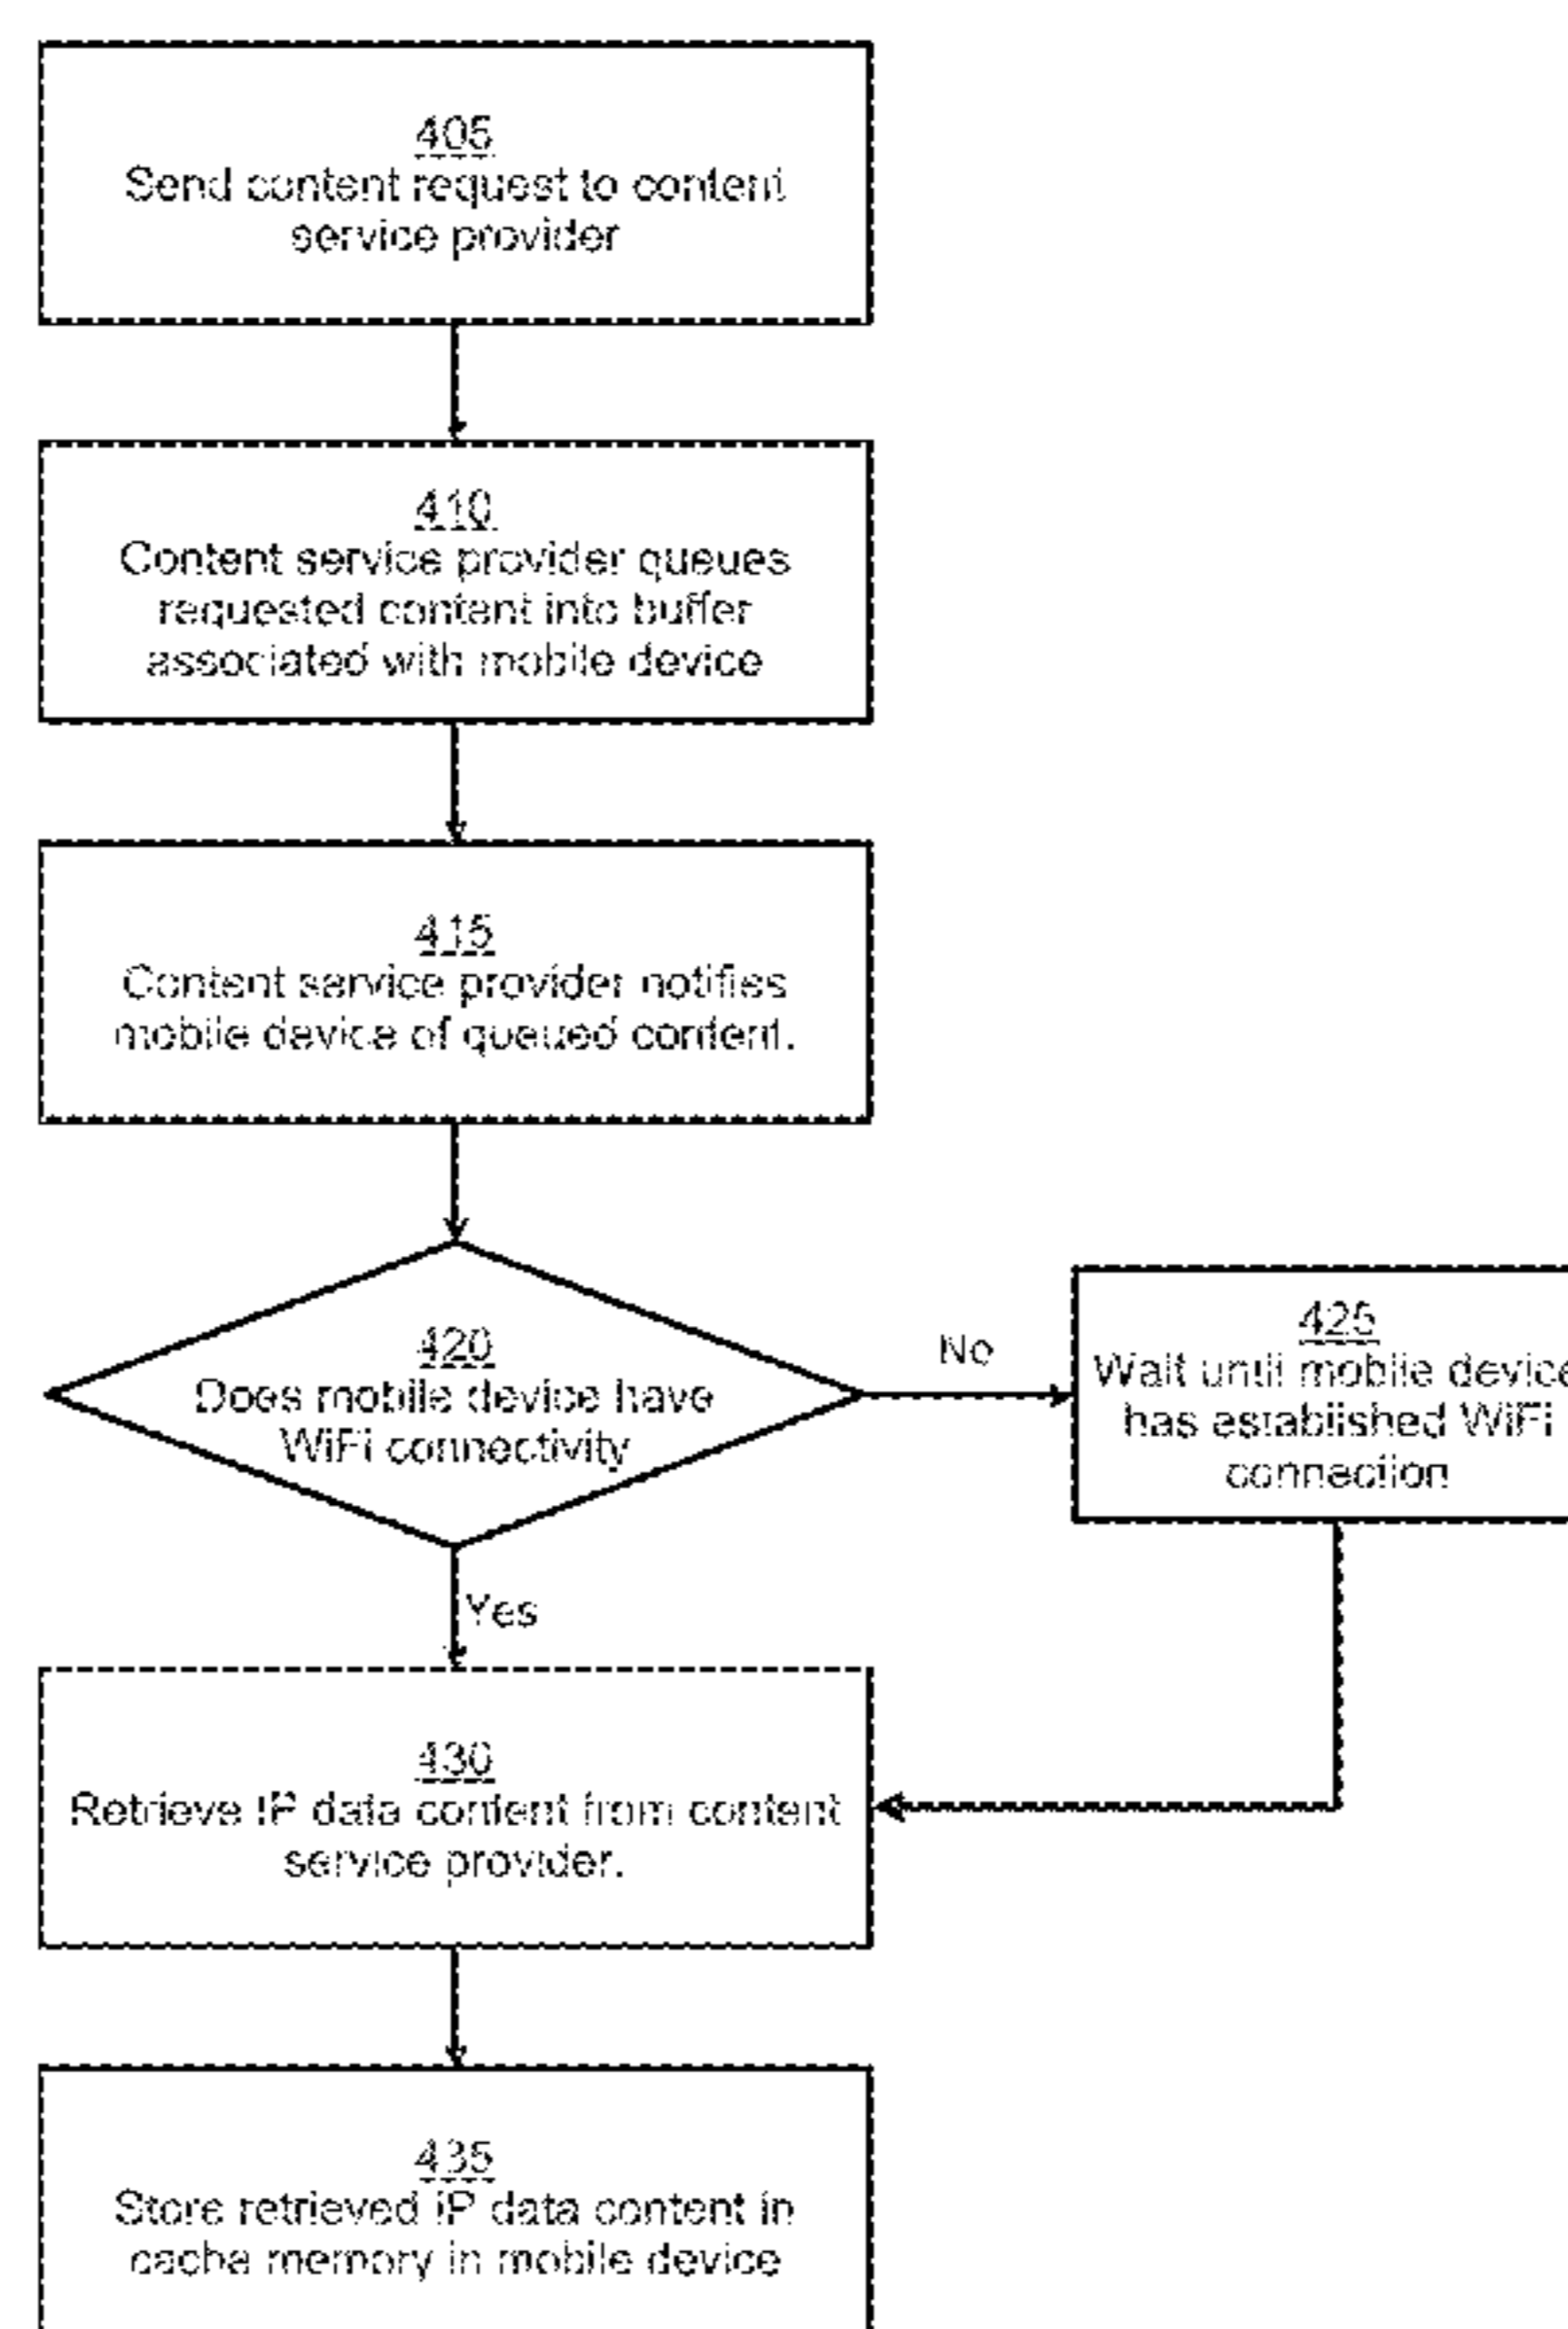 405
Send content request to content
service provider
410
Content service provider queues
requested content into buffer
associated with mobile device
415
Content service provider notifies
mobile device of queued content.
420
Does mobile device have
WiFi connectivity
No
425
Wait until mobile device
has established WiFi
connection
Yes
430
Retrieve IP data content from content
service provider.
435
Store retrieved IP data content in
cache memory in mobile device